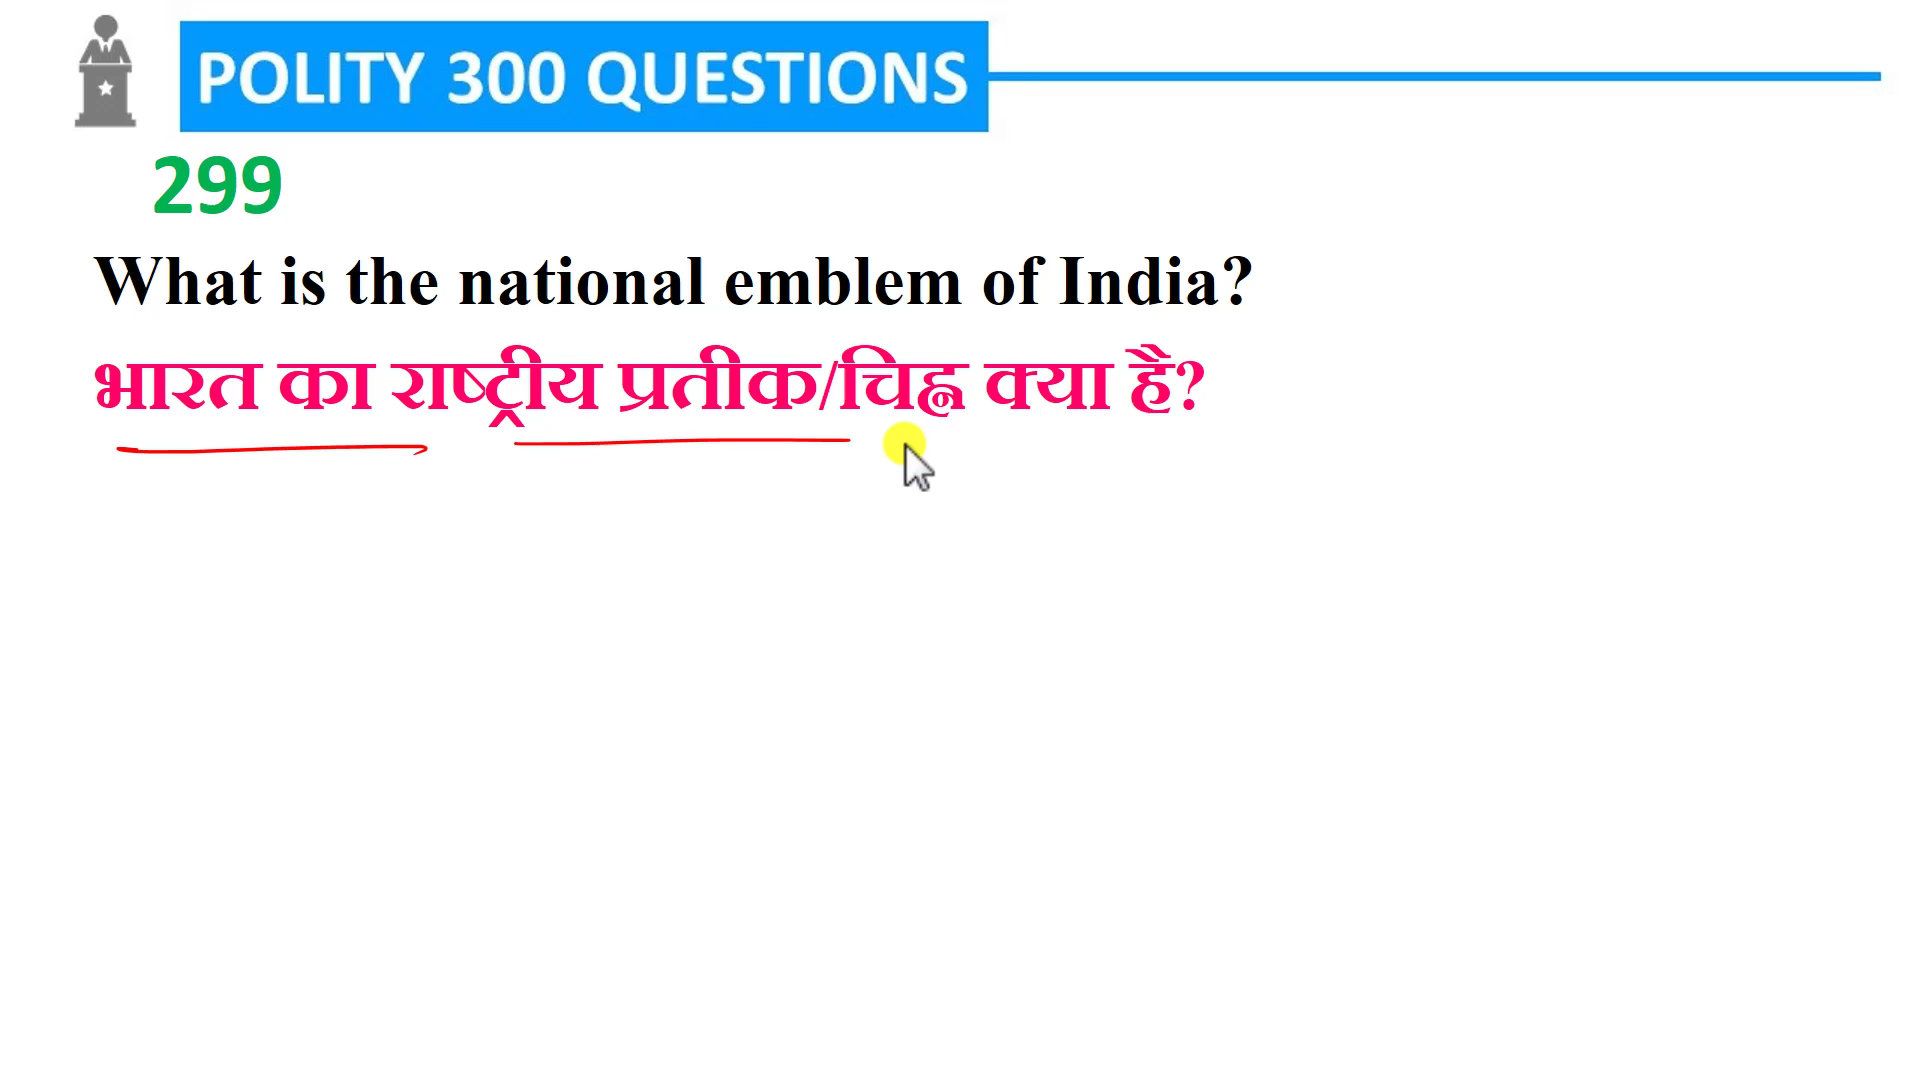 POLITY 300 QUESTIONS
299
What is the national emblem of India?
भारत का राष्ट्रीय प्रतीक/चिह्न क्या है?